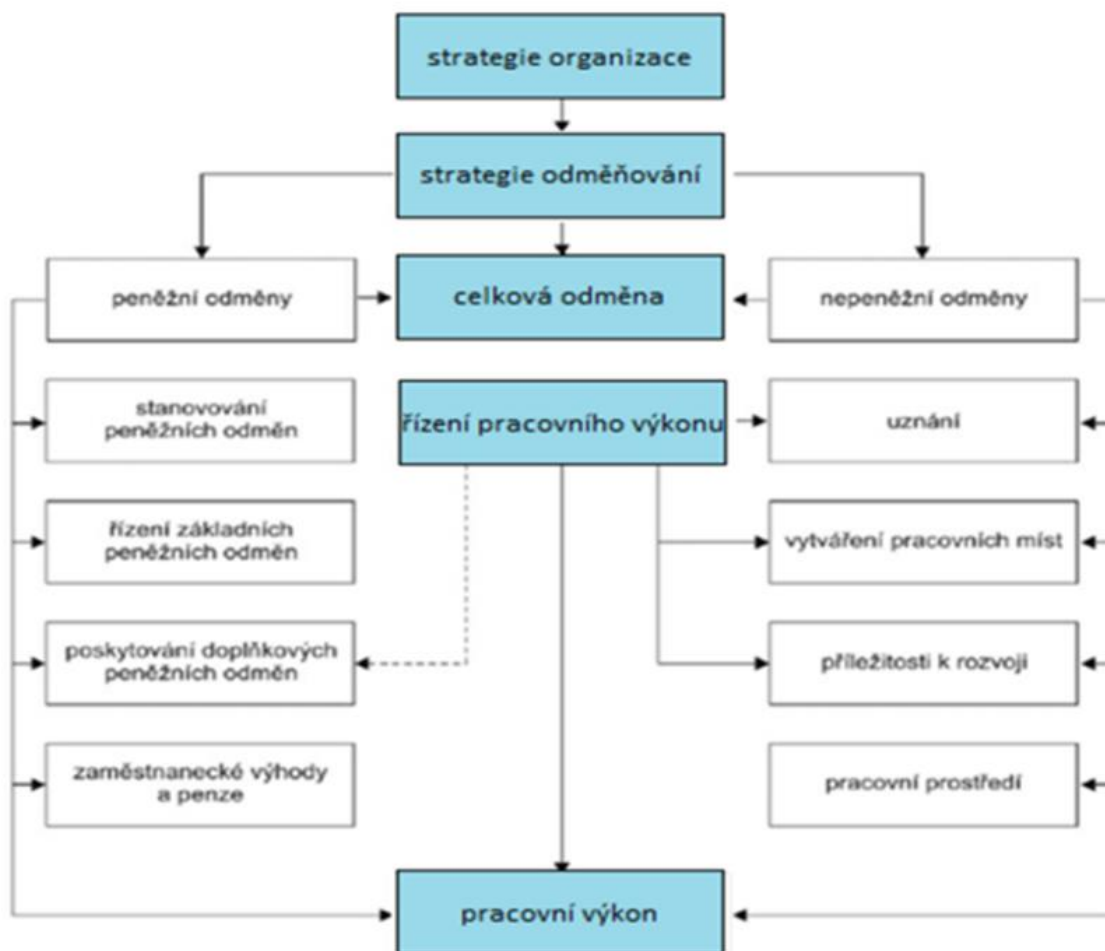 strategie organizace
strategie odměňování
peněžní odměny
celková odměna
nepeněžní odměny
stanovování
peněžních odměn
řízení pracovního výkonu
uznání
řízení základních
peněžních odměn
vytváření pracovních míst
poskytování doplňkových
peněžních odměn
příležitosti k rozvoji
zaměstnanecké výhody
a penze
pracovní prostředí
pracovní výkon